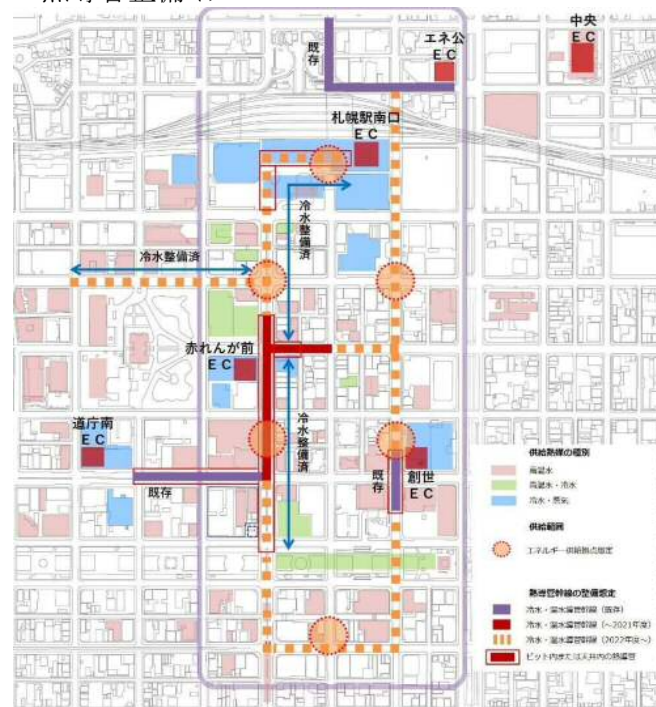 中央
EC
エネ公
EC
既存
札幌駅南口
EC
冷水整備済
冷水整備済
赤れんが前
EC
冷水整備済
道庁南
EC
既存
既存
創世
EC
供給熱媒の種別
高温水
高温水・冷水
冷水・蒸気
供給範囲
エネルギー供給拠点想定
熱導管幹線の整備想定
冷水・温水導管幹線（既存）
冷水・温水導管幹線（～2021年度）
冷水・温水導管幹線（2022年度～）
ピット内または天井内の熱導管